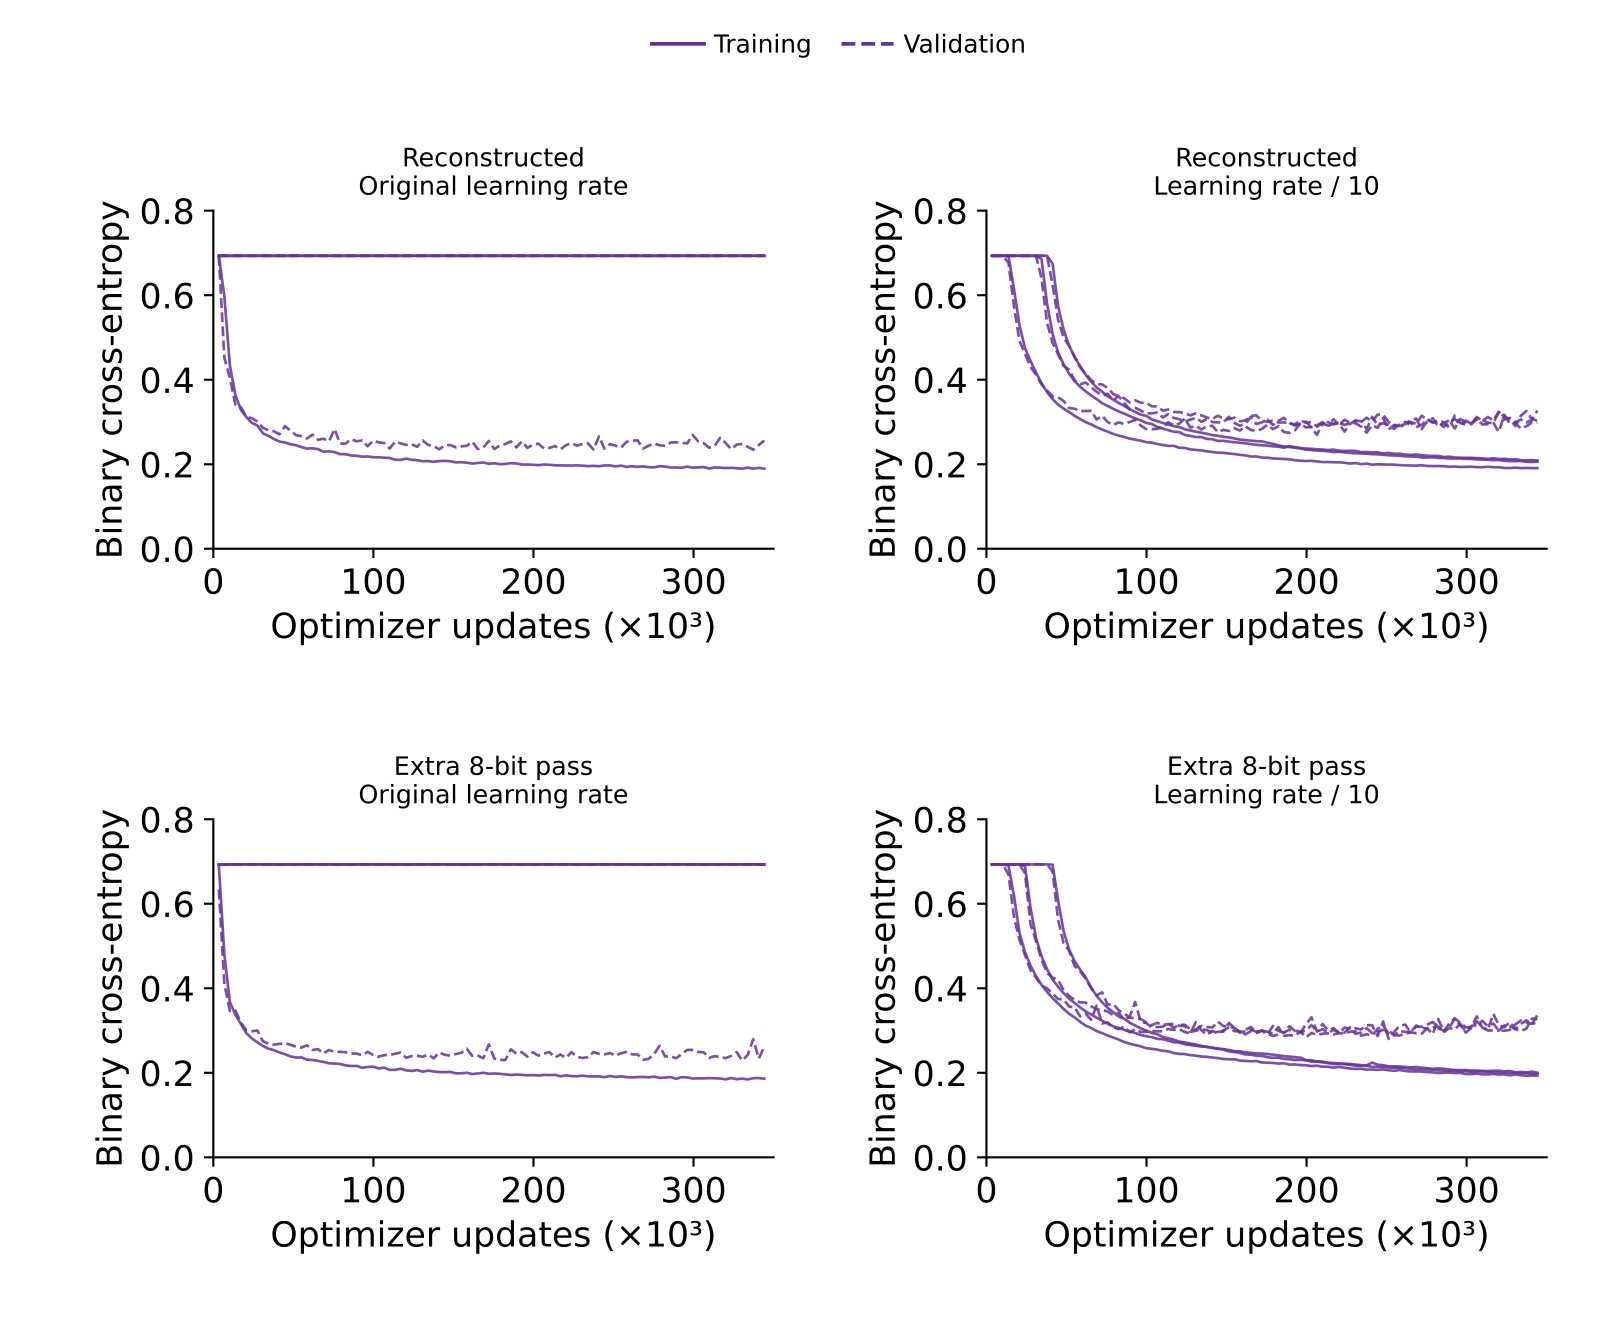 Training Validation
Reconstructed
Original learning rate
Binary cross-entropy
0.8
0.6
0.4
0.2
0.0
0 100 200 300
Optimizer updates (×10³)
Reconstructed
Learning rate / 10
Binary cross-entropy
0.8
0.6
0.4
0.2
0.0
0 100 200 300
Optimizer updates (×10³)
Extra 8-bit pass
Original learning rate
Binary cross-entropy
0.8
0.6
0.4
0.2
0.0
0 100 200 300
Optimizer updates (×10³)
Extra 8-bit pass
Learning rate / 10
Binary cross-entropy
0.8
0.6
0.4
0.2
0.0
0 100 200 300
Optimizer updates (×10³)